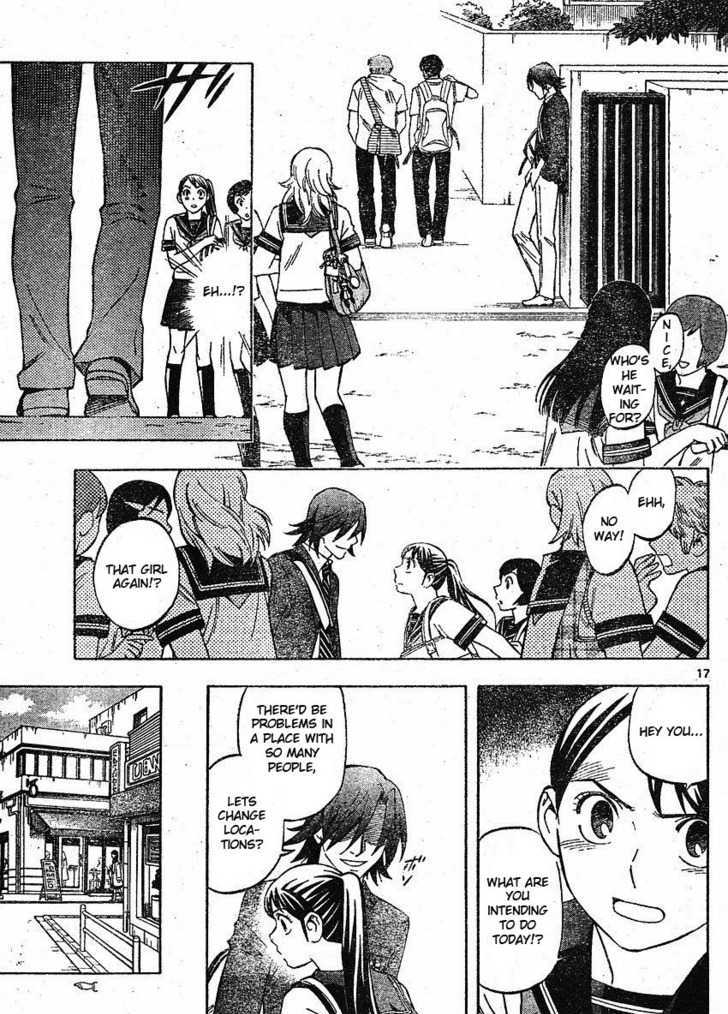 NICE,
WHO'S
HE
WAIT-
ING
FOR?
EH...!?
EHH,
NO
WAY!
THAT GIRL
AGAIN!?
17
HEY YOU...
WHAT ARE
YOU
INTENDING
TO DO
TODAY!?
THERE'D BE
PROBLEMS IN
A PLACE WITH
SO MANY
PEOPLE,
LETS
CHANGE
LOCA-
TIONS?